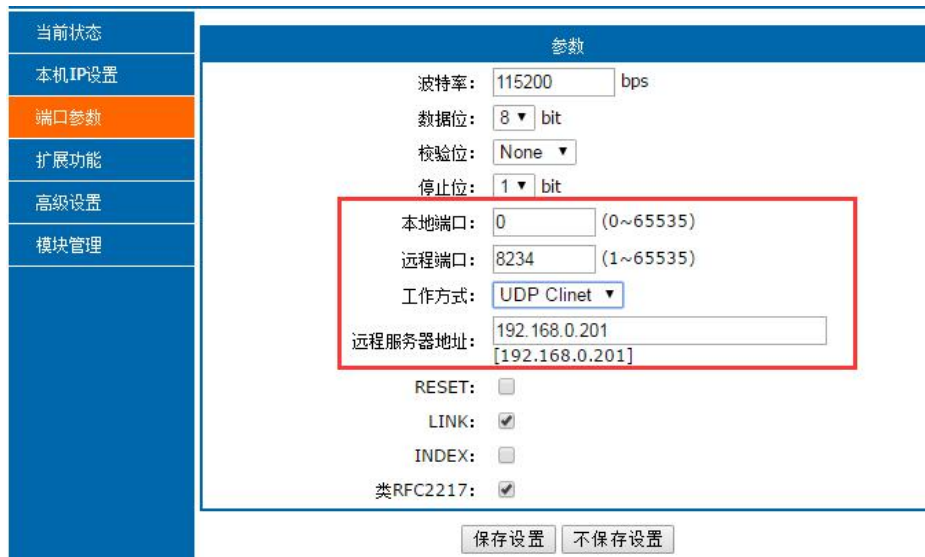 当前状态
本机IP设置
端口参数
扩展功能
高级设置
模块管理
参数
波特率： 115200 bps
数据位： 8 bit
校验位： None
停止位： 1 bit
本地端口： 0 (0~65535)
远程端口： 8234 (1~65535)
工作方式： UDP Clinet
远程服务器地址： 192.168.0.201
[192.168.0.201]
RESET:
LINK:
INDEX:
类RFC2217:
保存设置 不保存设置